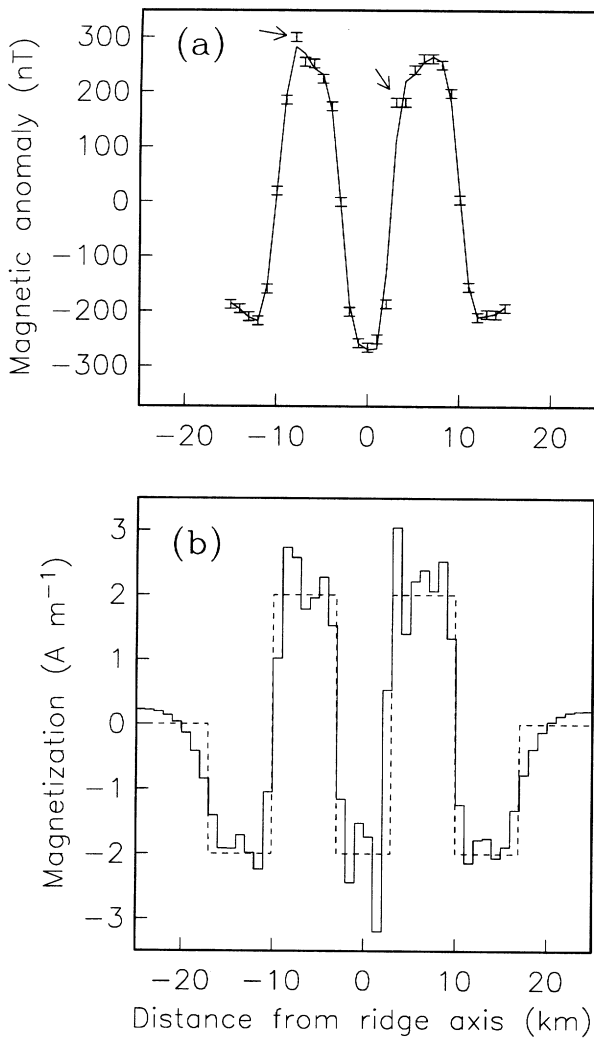 (a)
Magnetic anomaly (nT)
300
200
100
0
−100
−200
−300
−20 −10 0 10 20
(b)
Magnetization (A m⁻¹)
3
2
1
0
−1
−2
−3
−20 −10 0 10 20
Distance from ridge axis (km)